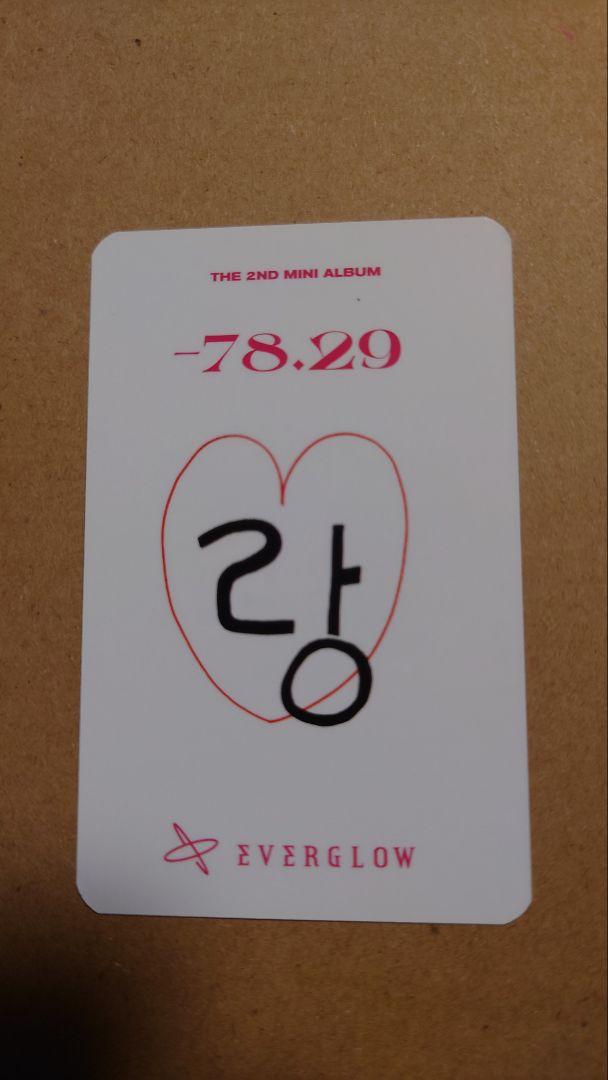 THE 2ND MINI ALBUM
-78.29
랑
EVERGLOW